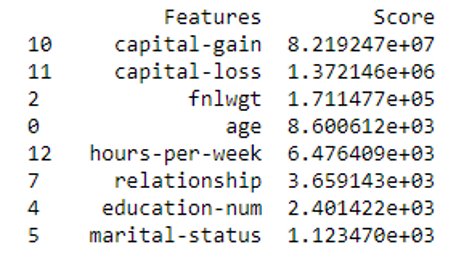 Features Score
10 capital-gain 8.219247e+07
11 capital-loss 1.372146e+06
2 fnlwgt 1.711477e+05
0 age 8.600612e+03
12 hours-per-week 6.476409e+03
7 relationship 3.659143e+03
4 education-num 2.401422e+03
5 marital-status 1.123470e+03